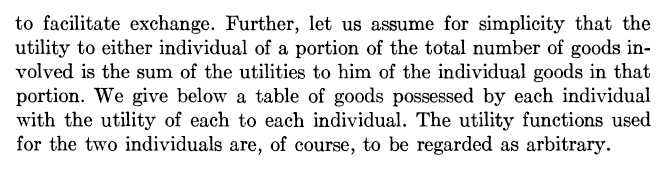 to facilitate exchange. Further, let us assume for simplicity that the
utility to either individual of a portion of the total number of goods in-
volved is the sum of the utilities to him of the individual goods in that
portion. We give below a table of goods possessed by each individual
with the utility of each to each individual. The utility functions used
for the two individuals are, of course, to be regarded as arbitrary.